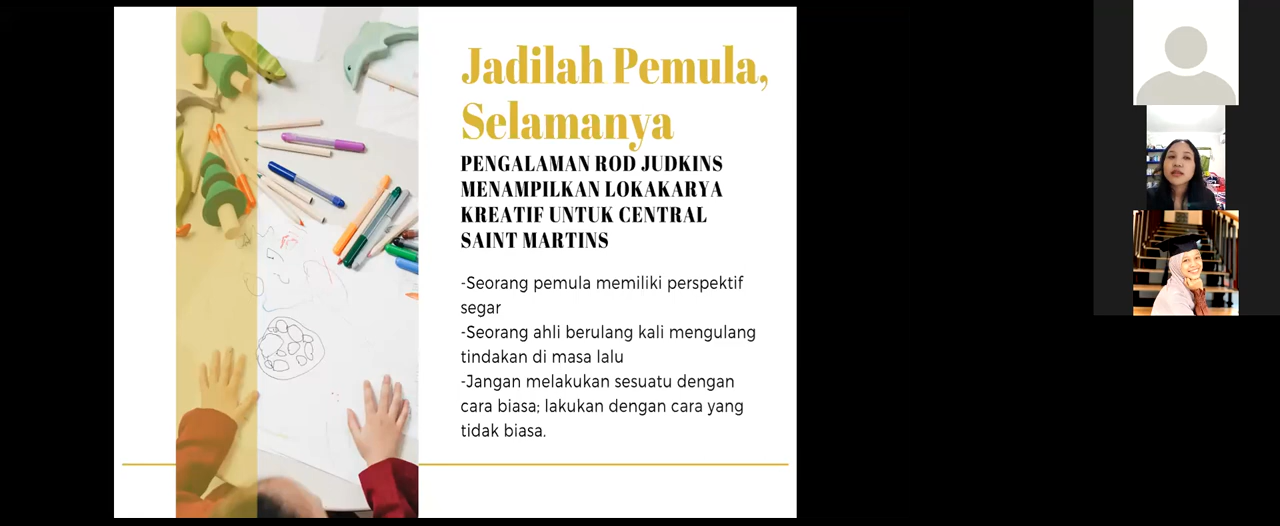 Jadilah Pemula,
Selamanya
PENGALAMAN ROD JUDKINS
MENAMPILKAN LOKAKARYA
KREATIF UNTUK CENTRAL
SAINT MARTINS
-Seorang pemula memiliki perspektif
segar
-Seorang ahli berulang kali mengulang
tindakan di masa lalu
-Jangan melakukan sesuatu dengan
cara biasa; lakukan dengan cara yang
tidak biasa.